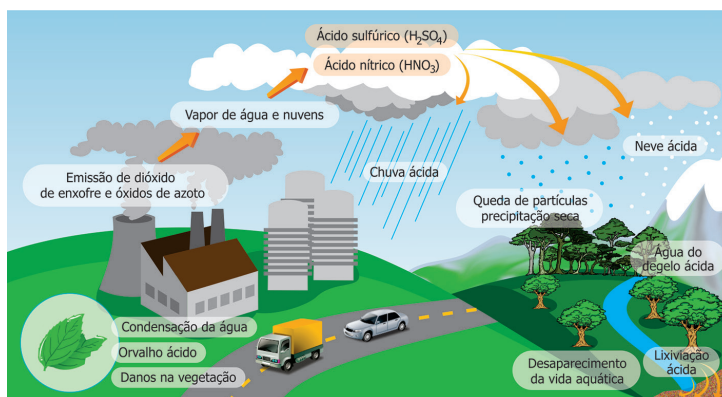 Ácido sulfúrico (H₂SO₄)
Ácido nítrico (HNO₃)
Vapor de água e nuvens
Emissão de dióxido
de enxofre e óxidos de azoto
Chuva ácida
Neve ácida
Queda de partículas
precipitação seca
Água do
degelo ácida
Condensação da água
Orvalho ácido
Danos na vegetação
Desaparecimento
da vida aquática
Lixiviação
ácida